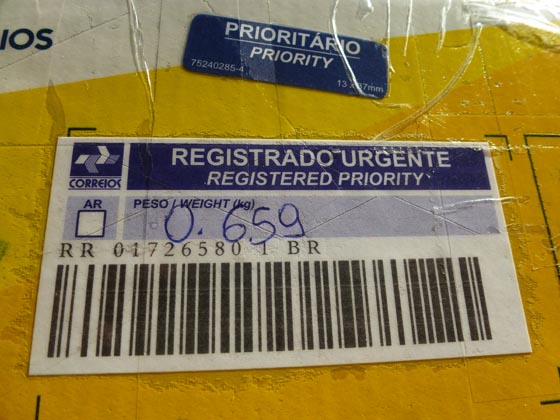 IOS
PRIORITÁRIO
PRIORITY
75240285-4
13 x 37mm
REGISTRADO URGENTE
REGISTERED PRIORITY
CORREIOS
AR
PESO / WEIGHT (kg)
0.659
RR 01726580 1 BR